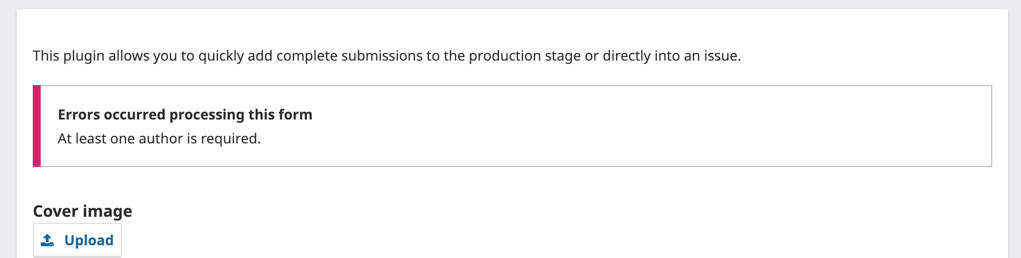 This plugin allows you to quickly add complete submissions to the production stage or directly into an issue.
Errors occurred processing this form
At least one author is required.
Cover image
Upload